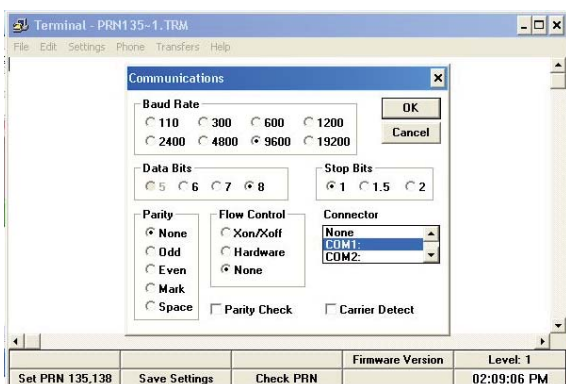 Terminal - PRN135~1.TRM
File Edit Settings Phone Transfers Help
Communications
Baud Rate
110 300 600 1200
2400 4800 9600 19200
OK
Cancel
Data Bits
5 6 7 8
Stop Bits
1 1.5 2
Parity
None
Odd
Even
Mark
Space
Flow Control
Xon/Xoff
Hardware
None
Connector
None
COM1:
COM2:
Parity Check
Carrier Detect
Firmware Version Level: 1
Set PRN 135,138 Save Settings Check PRN 02:09:06 PM